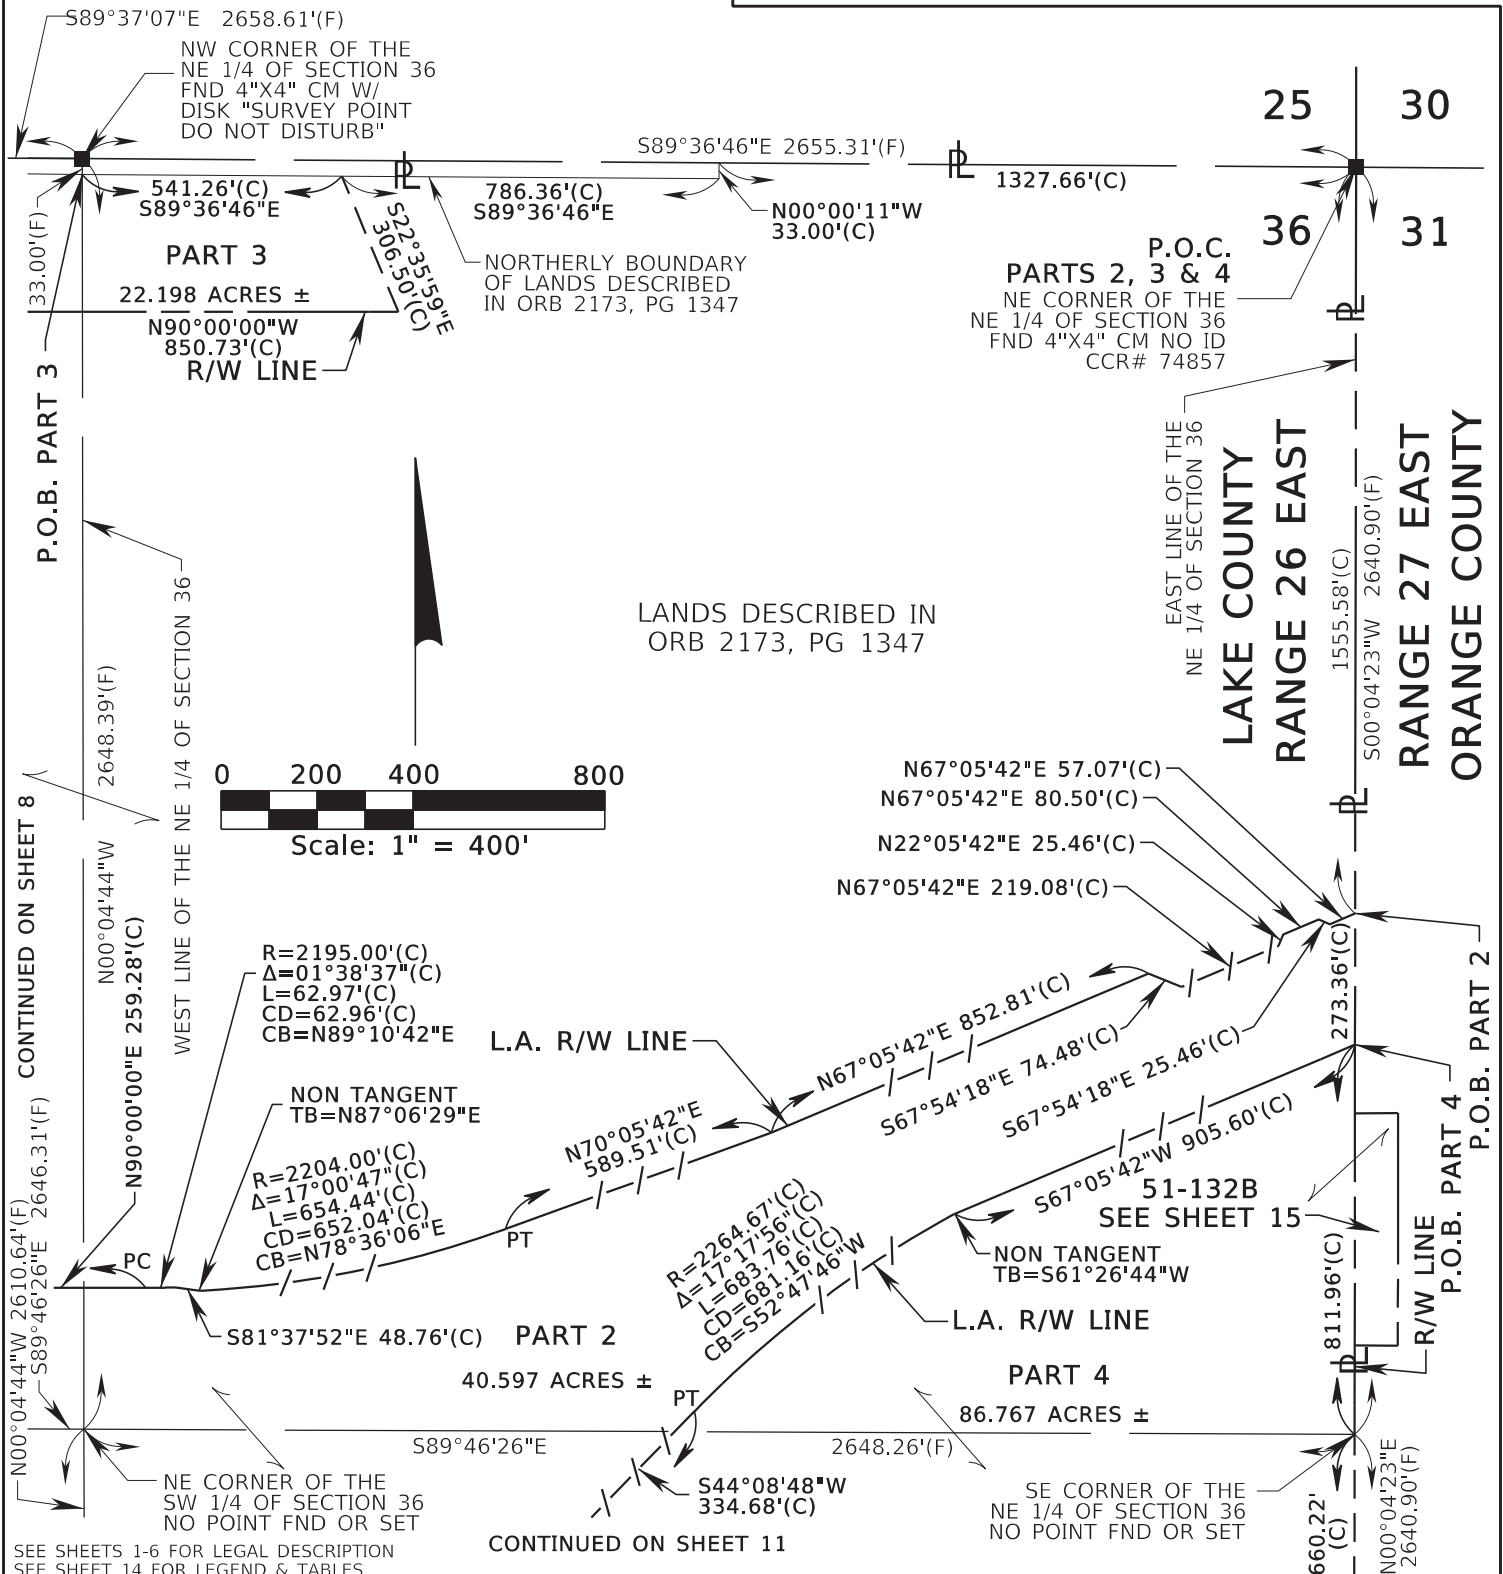 S89°37'07"E 2658.61'(F)
NW CORNER OF THE
NE 1/4 OF SECTION 36
FND 4"X4" CM W/
DISK "SURVEY POINT
DO NOT DISTURB"
S89°36'46"E 2655.31'(F)
25
30
36
31
541.26'(C)
S89°36'46"E
786.36'(C)
S89°36'46"E
1327.66'(C)
N00°00'11"W
33.00'(C)
33.00'(F)
S22°35'59"E
306.50'(C)
PART 3
22.198 ACRES ±
N90°00'00"W
850.73'(C)
R/W LINE
NORTHERLY BOUNDARY
OF LANDS DESCRIBED
IN ORB 2173, PG 1347
P.O.C.
PARTS 2, 3 & 4
NE CORNER OF THE
NE 1/4 OF SECTION 36
FND 4"X4" CM NO ID
CCR# 74857
P.O.B. PART 3
EAST LINE OF THE
NE 1/4 OF SECTION 36
LAKE COUNTY
RANGE 26 EAST
1555.58'(C)
S00°04'23"W 2640.90'(F)
RANGE 27 EAST
ORANGE COUNTY
LANDS DESCRIBED IN
ORB 2173, PG 1347
WEST LINE OF THE NE 1/4 OF SECTION 36
N00°04'44"W 2648.39'(F)
CONTINUED ON SHEET 8
0 200 400 800
Scale: 1" = 400'
N67°05'42"E 57.07'(C)
N67°05'42"E 80.50'(C)
N22°05'42"E 25.46'(C)
N67°05'42"E 219.08'(C)
N90°00'00"E 259.28'(C)
R=2195.00'(C)
Δ=01°38'37"(C)
L=62.97'(C)
CD=62.96'(C)
CB=N89°10'42"E
L.A. R/W LINE
N67°05'42"E 852.81'(C)
S67°54'18"E 74.48'(C)
S67°54'18"E 25.46'(C)
273.36'(C)
P.O.B. PART 2
NON TANGENT
TB=N87°06'29"E
N70°05'42"E
589.51'(C)
R=2204.00'(C)
Δ=17°00'47"(C)
L=654.44'(C)
CD=652.04'(C)
CB=N78°36'06"E
S67°05'42"W 905.60'(C)
51-132B
SEE SHEET 15
P.O.B. PART 4
R/W LINE
R=2264.67'(C)
Δ=17°17'56"(C)
L=683.76'(C)
CD=681.16'(C)
CB=S52°47'46"W
PC
PT
NON TANGENT
TB=S61°26'44"W
S89°46'26"E 2646.31'(F)
N00°04'44"W 2610.64'(F)
S81°37'52"E 48.76'(C)
PART 2
40.597 ACRES ±
L.A. R/W LINE
811.96'(C)
PART 4
86.767 ACRES ±
PT
S89°46'26"E
2648.26'(F)
NE CORNER OF THE
SW 1/4 OF SECTION 36
NO POINT FND OR SET
S44°08'48"W
334.68'(C)
SE CORNER OF THE
NE 1/4 OF SECTION 36
NO POINT FND OR SET
660.22'
(C)
N00°04'23"E
2640.90'(F)
CONTINUED ON SHEET 11
SEE SHEETS 1-6 FOR LEGAL DESCRIPTION
SEE SHEET 14 FOR LEGEND & TABLES